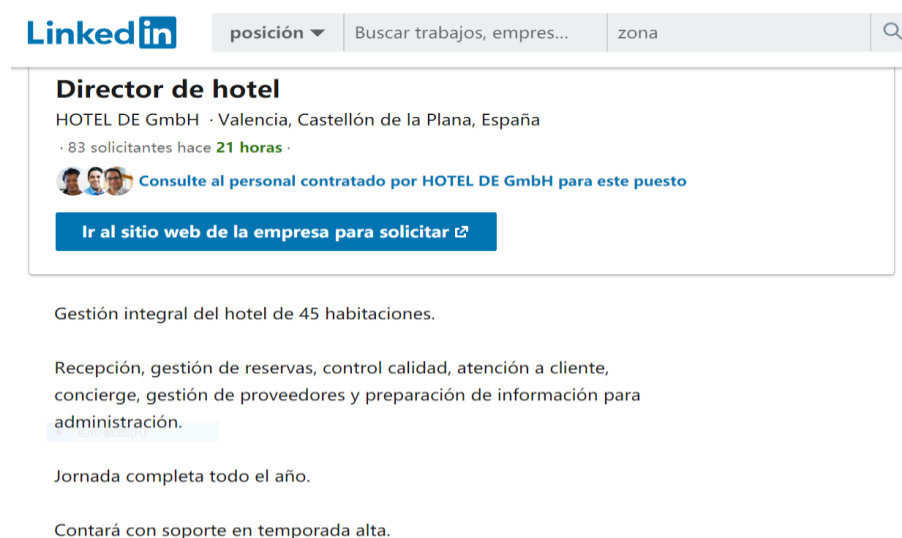 Linked in posición Buscar trabajos, empres... zona
Director de hotel
HOTEL DE GmbH · Valencia, Castellón de la Plana, España
· 83 solicitantes hace 21 horas ·
Consulte al personal contratado por HOTEL DE GmbH para este puesto
Ir al sitio web de la empresa para solicitar
Gestión integral del hotel de 45 habitaciones.
Recepción, gestión de reservas, control calidad, atención a cliente,
concierge, gestión de proveedores y preparación de información para
administración.
Jornada completa todo el año.
Contará con soporte en temporada alta.